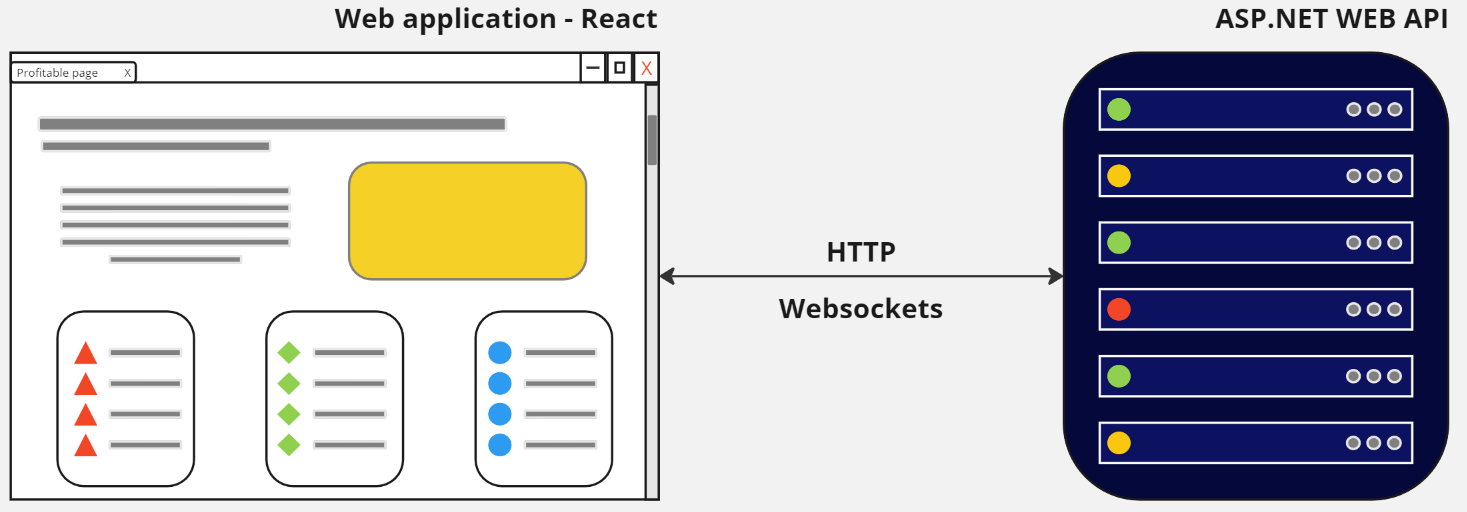 Web application - React
ASP.NET WEB API
Profitable page X
X
HTTP
Websockets